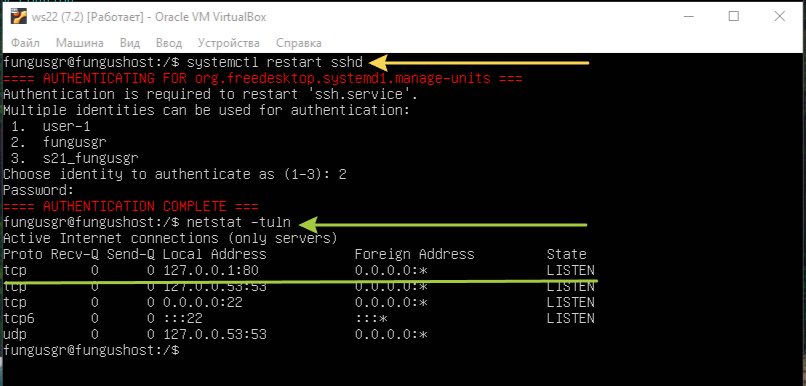 ws22 (7.2) [Работает] - Oracle VM VirtualBox
Файл Машина Вид Ввод Устройства Справка
fungusgr@fungushost:/$ systemctl restart sshd
==== AUTHENTICATING FOR org.freedesktop.systemd1.manage-units ===
Authentication is required to restart 'ssh.service'.
Multiple identities can be used for authentication:
1. user-1
2. fungusgr
3. s21_fungusgr
Choose identity to authenticate as (1-3): 2
Password:
==== AUTHENTICATION COMPLETE ===
fungusgr@fungushost:/$ netstat -tuln
Active Internet connections (only servers)
Proto Recv-Q Send-Q Local Address Foreign Address State
tcp 0 0 127.0.0.1:80 0.0.0.0:* LISTEN
tcp 0 0 127.0.0.53:53 0.0.0.0:* LISTEN
tcp 0 0 0.0.0.0:22 0.0.0.0:* LISTEN
tcp6 0 0 :::22 :::* LISTEN
udp 0 0 127.0.0.53:53 0.0.0.0:*
fungusgr@fungushost:/$